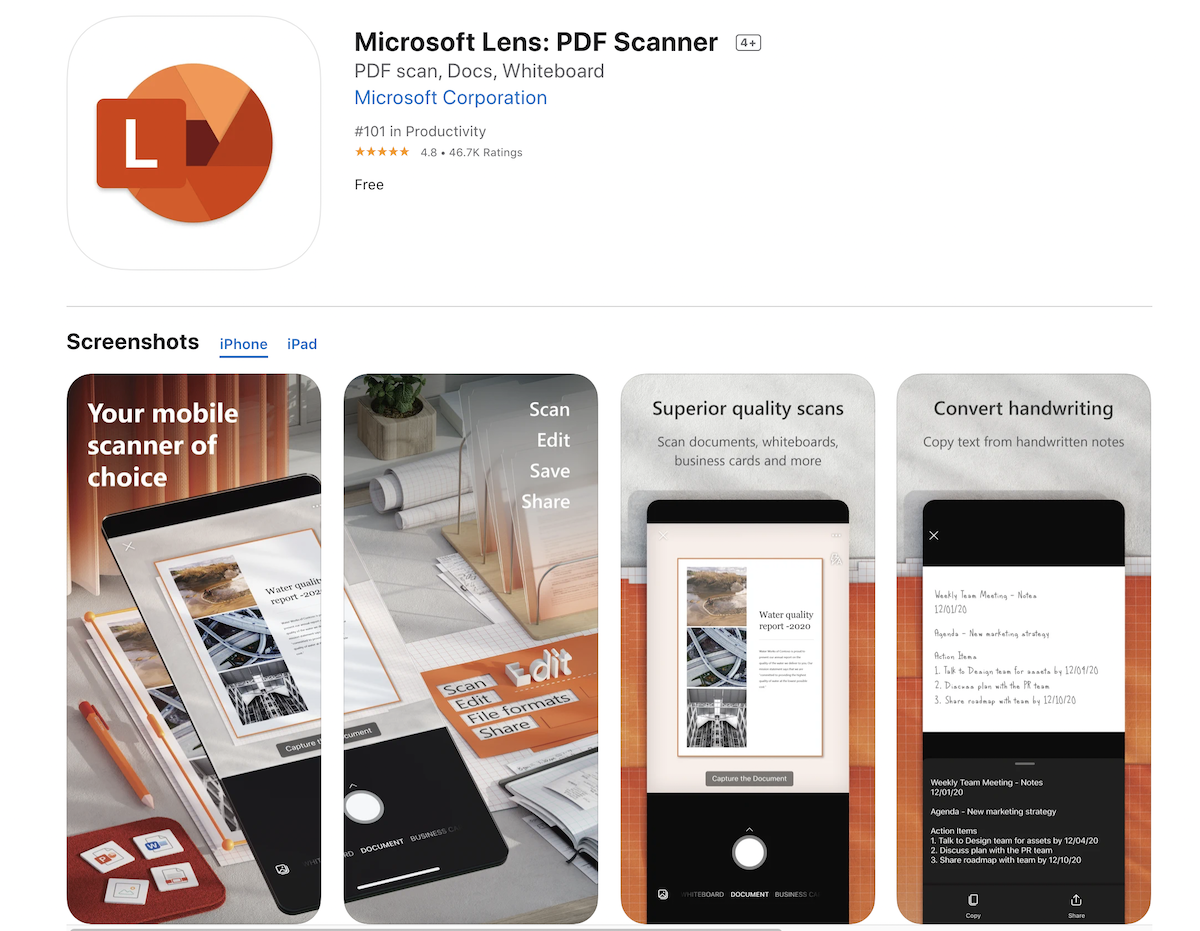 L
Microsoft Lens: PDF Scanner 4+
PDF scan, Docs, Whiteboard
Microsoft Corporation
#101 in Productivity
★★★★★ 4.8 • 46.7K Ratings
Free
Screenshots iPhone iPad
Your mobile
scanner of
choice
Water quality
report -202
Capture the
P
W
Scan
Edit
Save
Share
Edit
Scan
Edit
File formats
Share
cument
DOCUMENT
BUSINESS CA
Superior quality scans
Scan documents, whiteboards,
business cards and more
Water quality
report -2020
Capture the Document
WHITEBOARD DOCUMENT BUSINESS CA
Convert handwriting
Copy text from handwritten notes
Weekly Team Meeting - Notes
12/01/20
Agenda - New marketing strategy
Action Items
1. Talk to Design team for assets by 12/04/20
2. Discuss plan with the PR team
3. Share roadmap with team by 12/10/20
Weekly Team Meeting - Notes
12/01/20
Agenda - New marketing strategy
Action Items
1. Talk to Design team for assets by 12/04/20
2. Discuss plan with the PR team
3. Share roadmap with team by 12/10/20
Copy Share